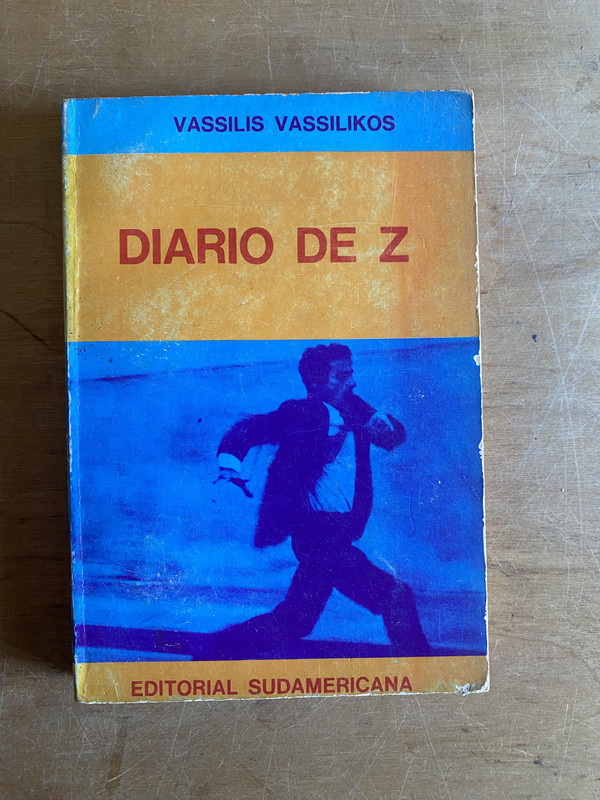 VASSILIS VASSILIKOS
DIARIO DE Z
EDITORIAL SUDAMERICANA